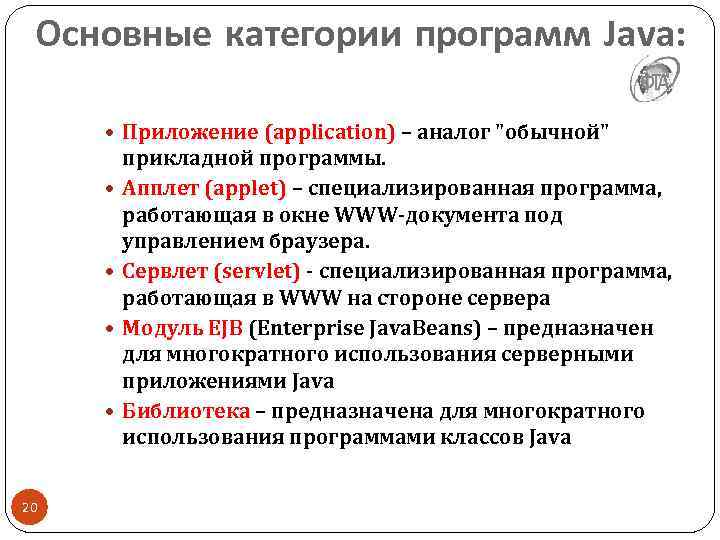 Основные категории программ Java:
• Приложение (application) – аналог "обычной"
прикладной программы.
• Апплет (applet) – специализированная программа,
работающая в окне WWW-документа под
управлением браузера.
• Сервлет (servlet) - специализированная программа,
работающая в WWW на стороне сервера
• Модуль EJB (Enterprise Java.Beans) – предназначен
для многократного использования серверными
приложениями Java
• Библиотека – предназначена для многократного
использования программами классов Java
20